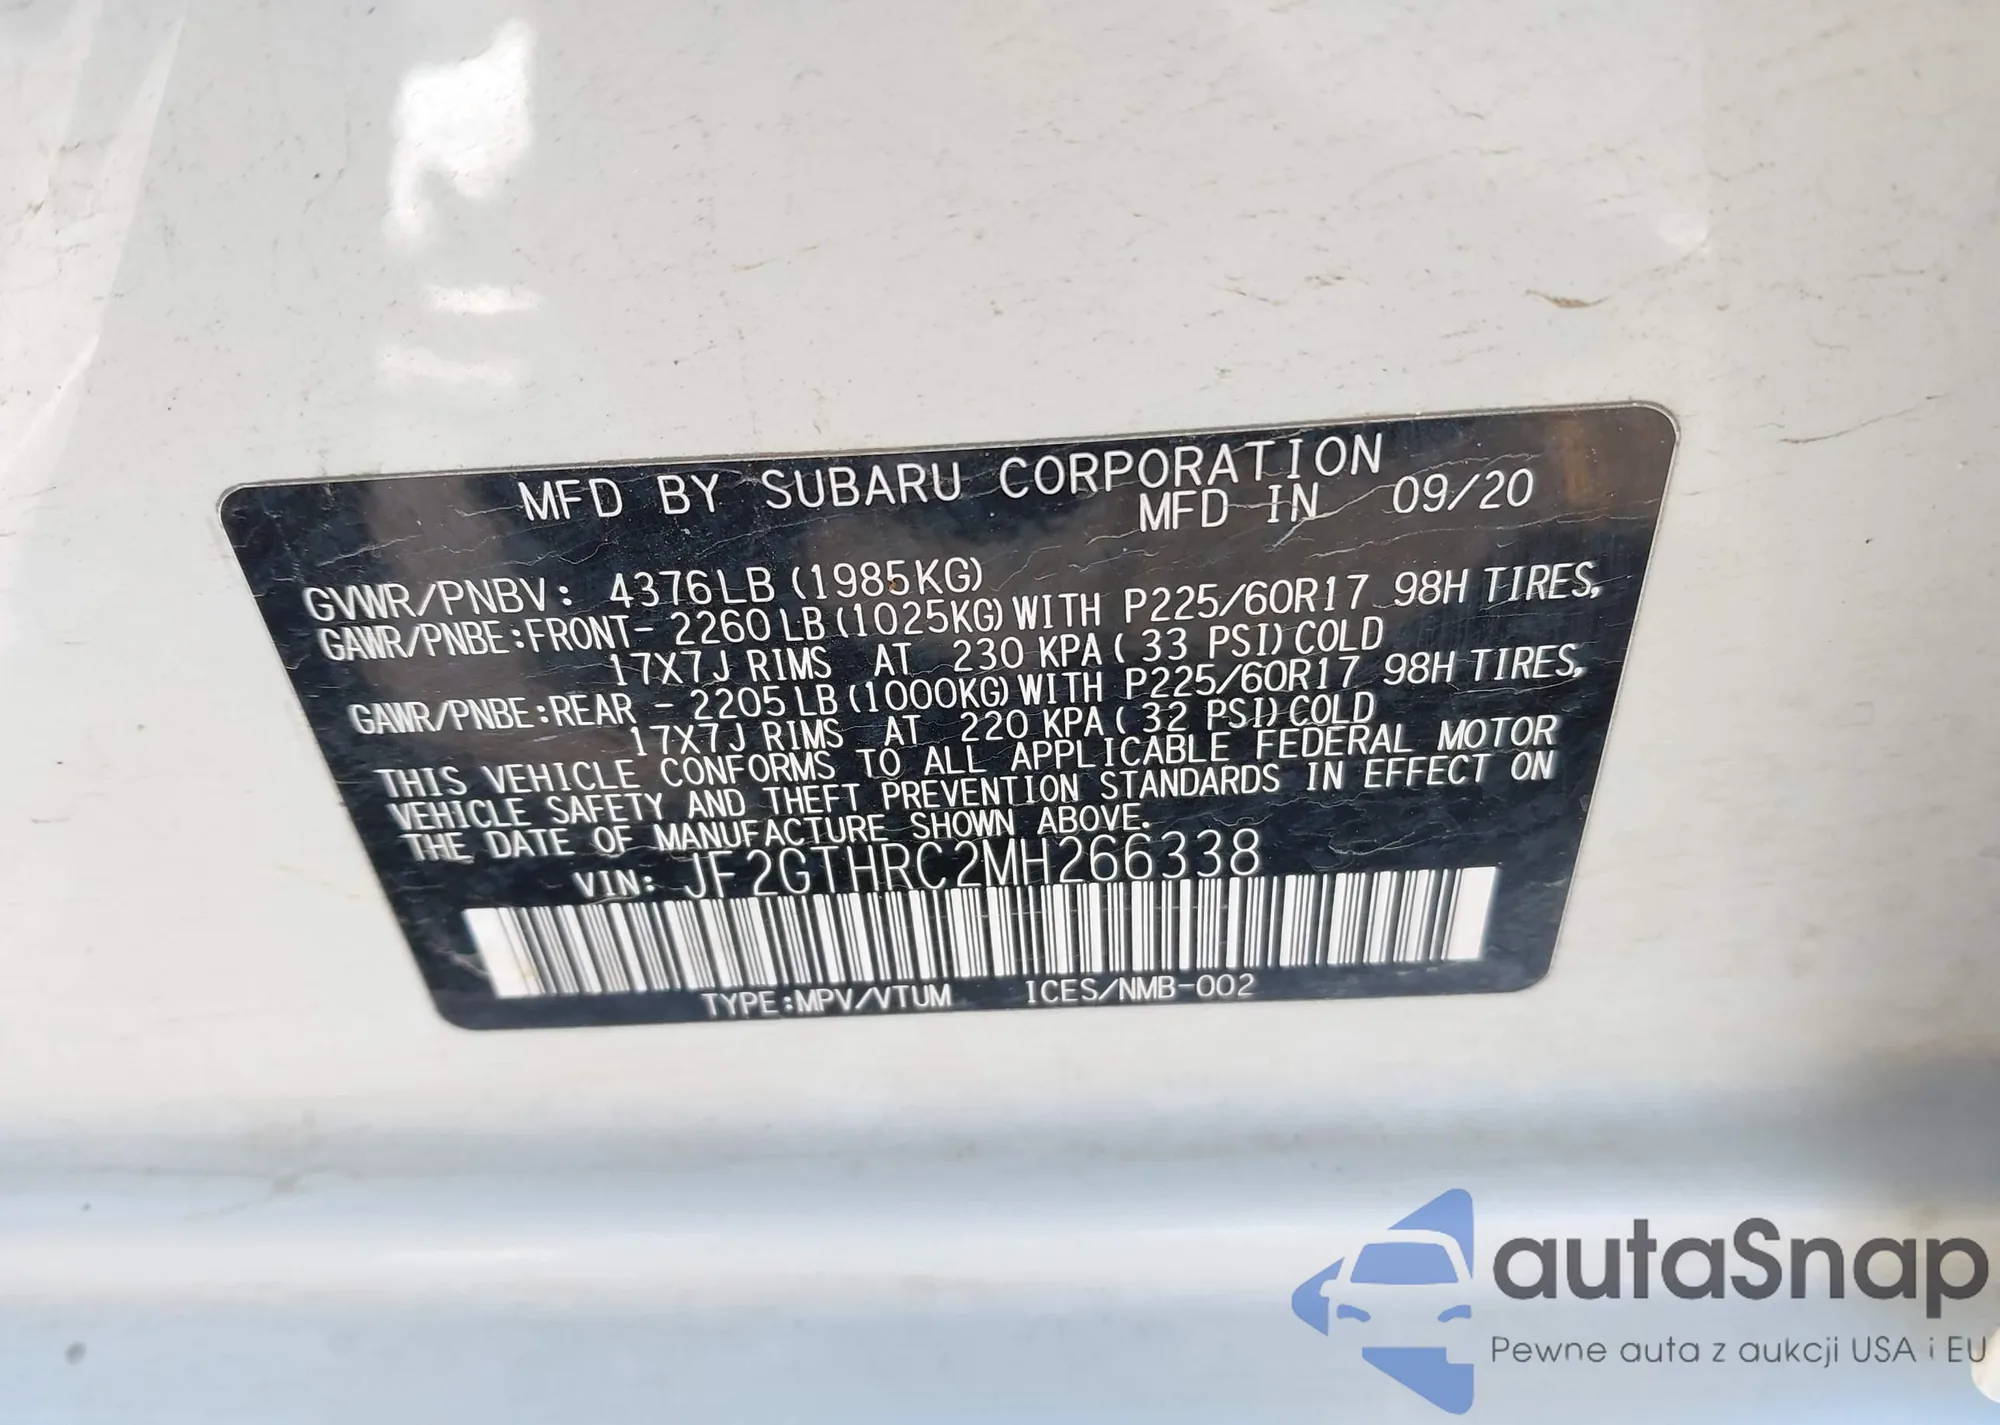 MFD BY SUBARU CORPORATION
MFD IN 09/20
GVWR/PNBV: 4376LB (1985KG)
GAWR/PNBE:FRONT- 2260LB (1025KG) WITH P225/60R17 98H TIRES,
17X7J RIMS AT 230 KPA ( 33 PSI) COLD
GAWR/PNBE:REAR - 2205LB (1000KG) WITH P225/60R17 98H TIRES,
17X7J RIMS AT 220 KPA ( 32 PSI) COLD
THIS VEHICLE CONFORMS TO ALL APPLICABLE FEDERAL MOTOR
VEHICLE SAFETY AND THEFT PREVENTION STANDARDS IN EFFECT ON
THE DATE OF MANUFACTURE SHOWN ABOVE.
VIN: JF2GTHRC2MH266338
TYPE:MPV/VTUM ICES/NMB-002
autaSnap
Pewne auta z aukcji USA i EU